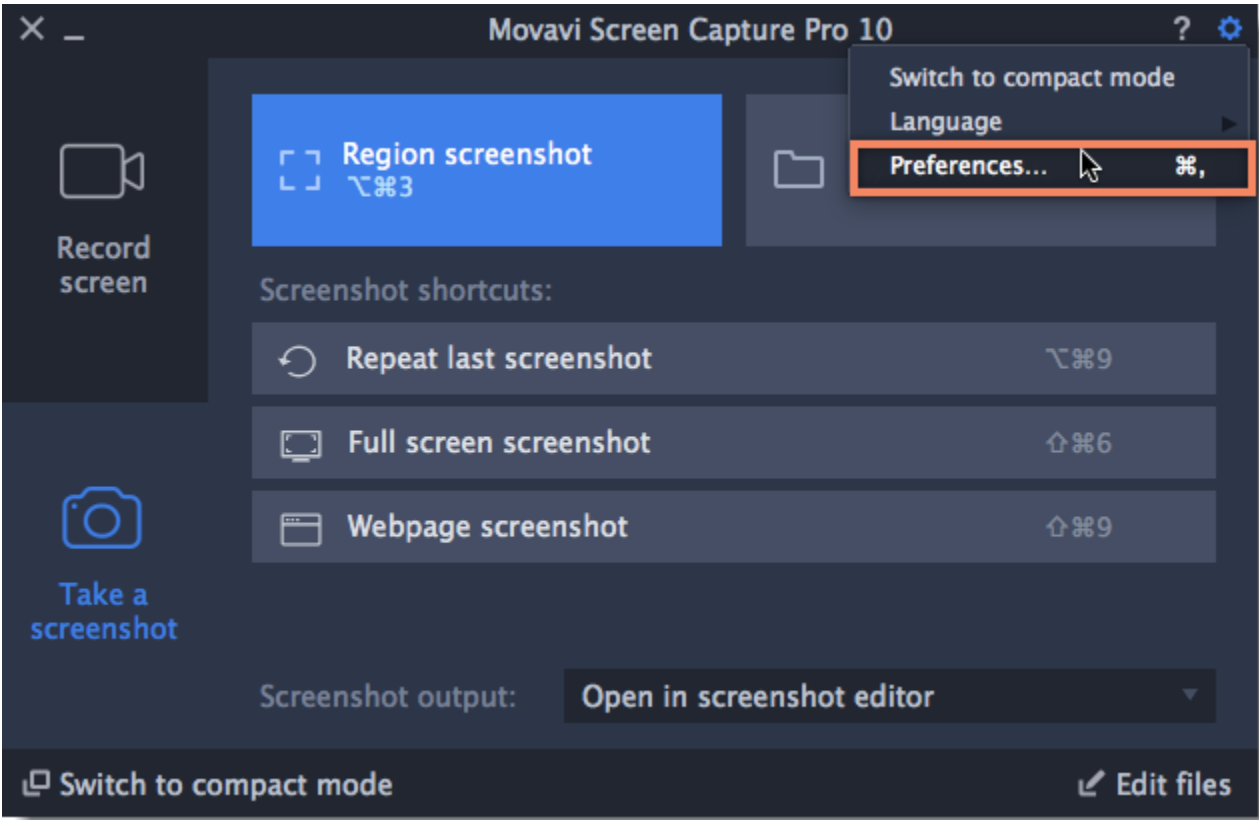 Movavi Screen Capture Pro 10 ?
Switch to compact mode
Language
Preferences... ⌘,
Region screenshot
⌥⌘3
Record
screen
Screenshot shortcuts:
Repeat last screenshot ⌥⌘9
Full screen screenshot ⇧⌘6
Webpage screenshot ⇧⌘9
Take a
screenshot
Screenshot output: Open in screenshot editor
Switch to compact mode Edit files